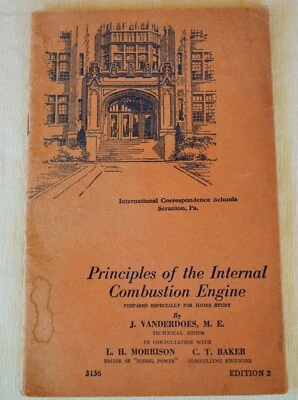 International Correspondence Schools
Scranton, Pa.
Principles of the Internal
Combustion Engine
PREPARED ESPECIALLY FOR HOME STUDY
By
J. VANDERDOES, M. E.
TECHNICAL EDITOR
IN CONSULTATION WITH
L. H. MORRISON C. T. BAKER
EDITOR OF "DIESEL POWER" CONSULTING ENGINEER
3136 EDITION 2